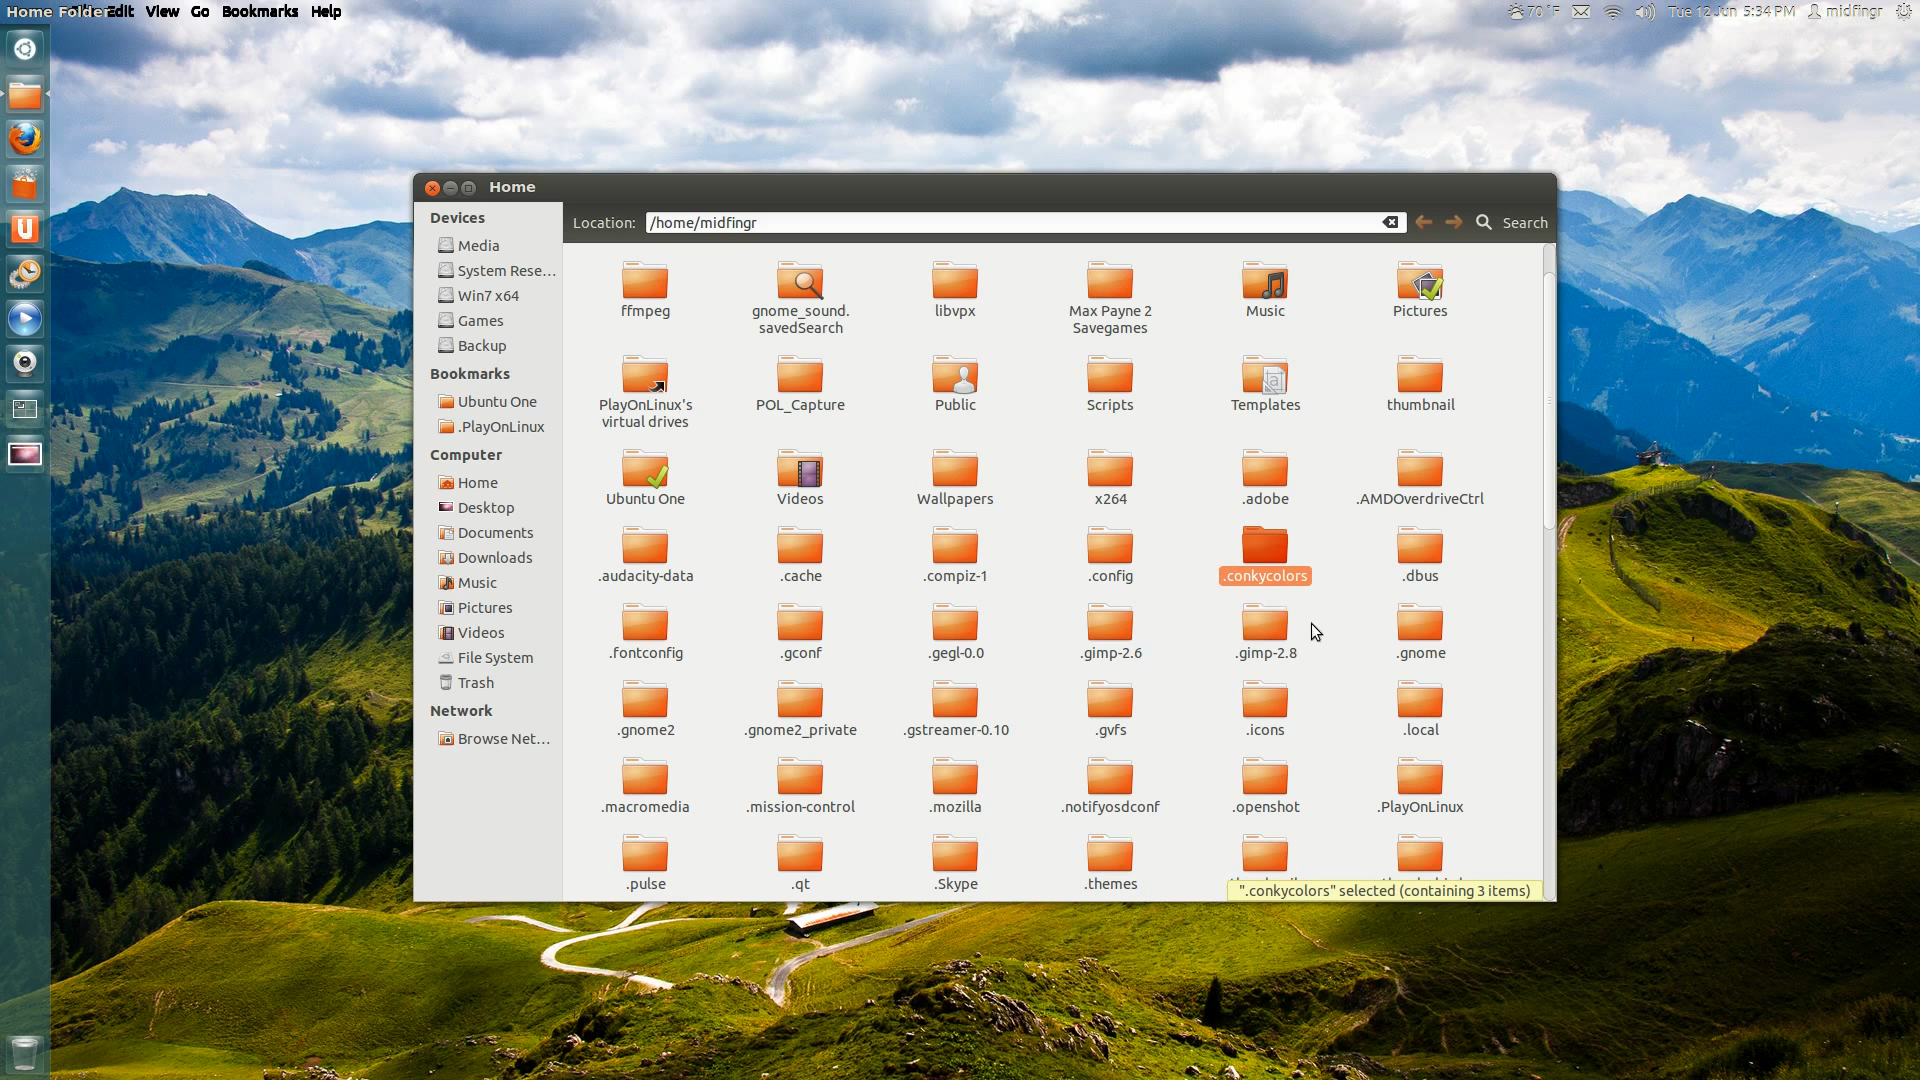 Home Folder
Edit View Go Bookmarks Help
70 °F
Tue 12 Jun 5:34 PM
midfingr
Home
Location: /home/midfingr
Search
Devices
Media
System Rese...
Win7 x64
Games
Backup
Bookmarks
Ubuntu One
.PlayOnLinux
Computer
Home
Desktop
Documents
Downloads
Music
Pictures
Videos
File System
Trash
Network
Browse Net...
ffmpeg
gnome_sound.
savedSearch
libvpx
Max Payne 2
Savegames
Music
Pictures
PlayOnLinux's
virtual drives
POL_Capture
Public
Scripts
Templates
thumbnail
Ubuntu One
Videos
Wallpapers
x264
.adobe
.AMDOverdriveCtrl
.audacity-data
.cache
.compiz-1
.config
.conkycolors
.dbus
.fontconfig
.gconf
.gegl-0.0
.gimp-2.6
.gimp-2.8
.gnome
.gnome2
.gnome2_private
.gstreamer-0.10
.gvfs
.icons
.local
.macromedia
.mission-control
.mozilla
.notifyosdconf
.openshot
.PlayOnLinux
.pulse
.qt
.Skype
.themes
".conkycolors" selected (containing 3 items)